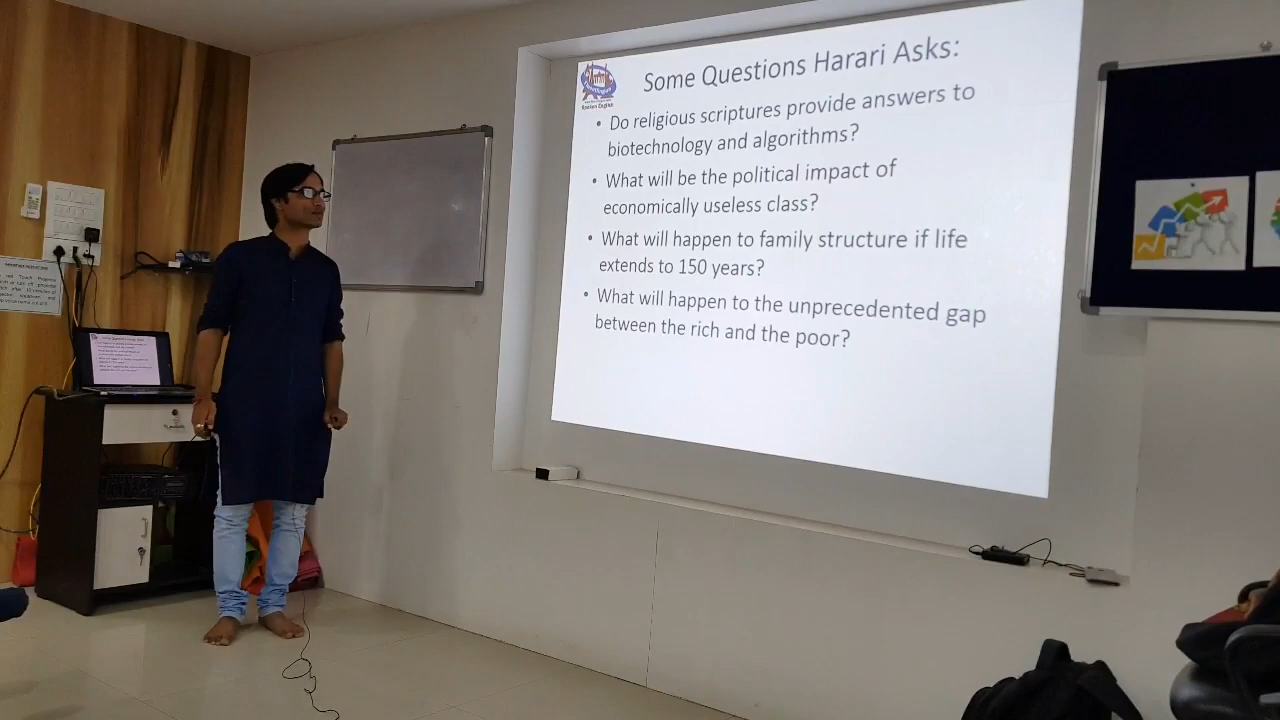 Some Questions Harari Asks:
Spoken English
• Do religious scriptures provide answers to
biotechnology and algorithms?
• What will be the political impact of
economically useless class?
• What will happen to family structure if life
extends to 150 years?
• What will happen to the unprecedented gap
between the rich and the poor?